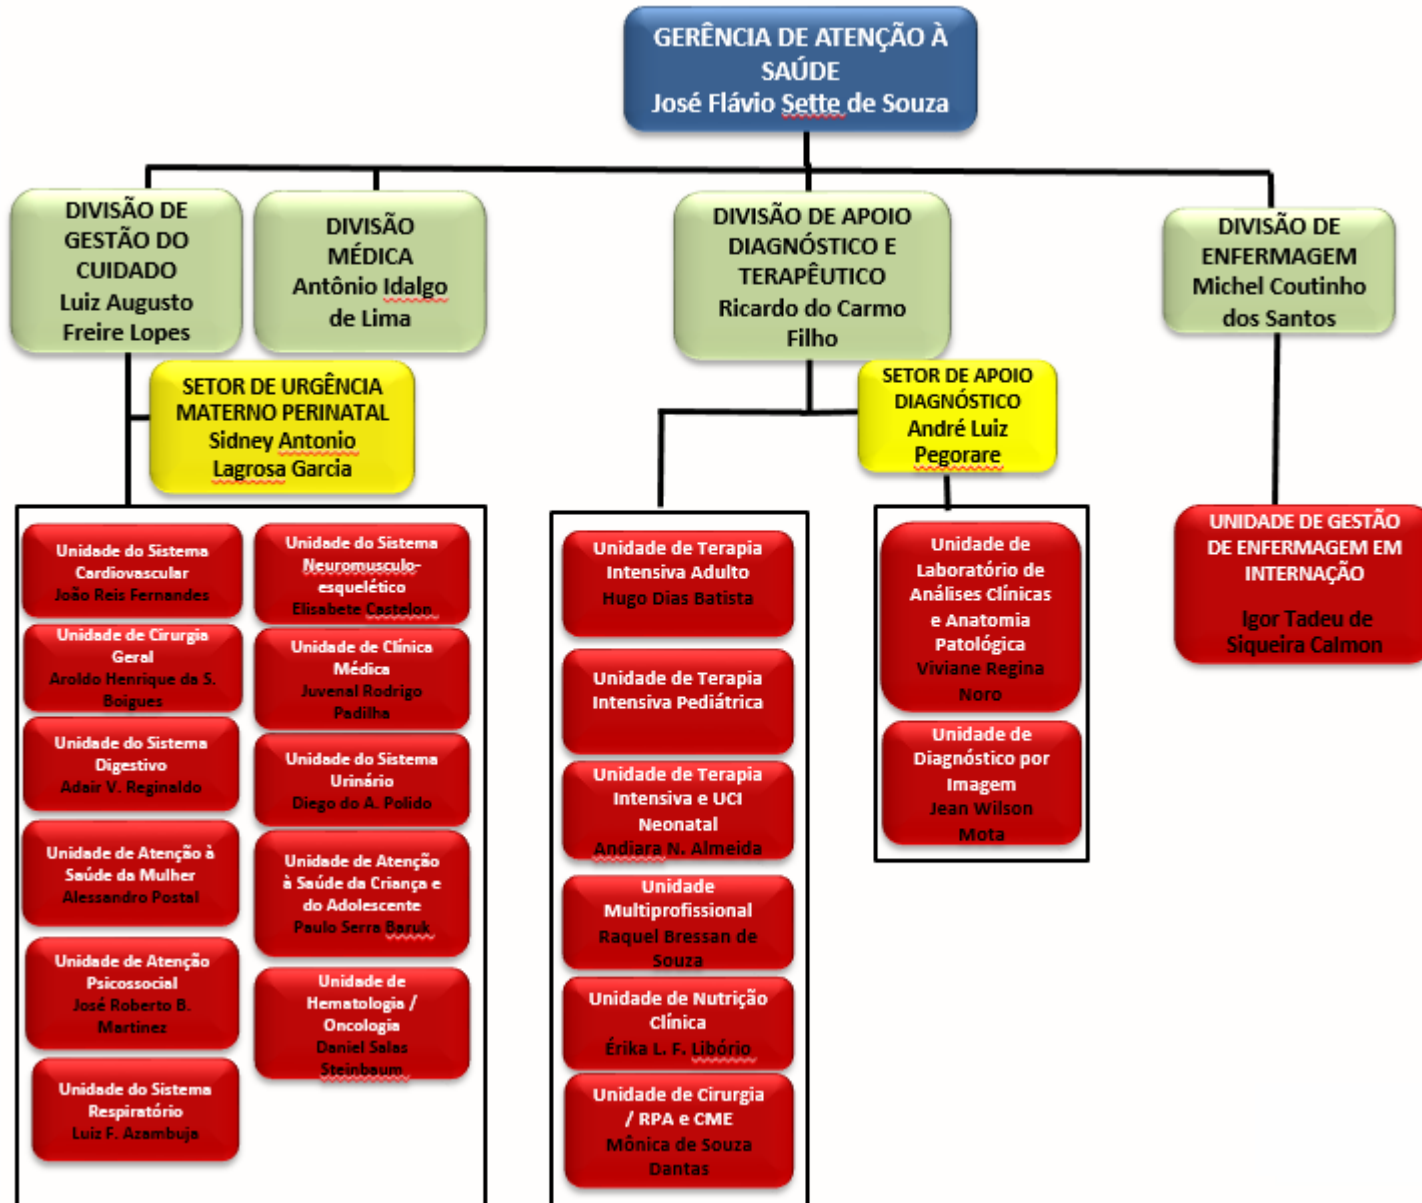 GERÊNCIA DE ATENÇÃO À
SAÚDE
José Flávio Sette de Souza
DIVISÃO DE
GESTÃO DO
CUIDADO
Luiz Augusto
Freire Lopes
DIVISÃO
MÉDICA
Antônio Idalgo
de Lima
DIVISÃO DE APOIO
DIAGNÓSTICO E
TERAPÊUTICO
Ricardo do Carmo
Filho
DIVISÃO DE
ENFERMAGEM
Michel Coutinho
dos Santos
SETOR DE URGÊNCIA
MATERNO PERINATAL
Sidney Antonio
Lagrosa Garcia
SETOR DE APOIO
DIAGNÓSTICO
André Luiz
Pegorare
Unidade do Sistema
Cardiovascular
João Reis Fernandes
Unidade de Cirurgia
Geral
Aroldo Henrique da S.
Boigues
Unidade do Sistema
Digestivo
Adair V. Reginaldo
Unidade de Atenção à
Saúde da Mulher
Alessandro Postal
Unidade de Atenção
Psicossocial
José Roberto B.
Martinez
Unidade do Sistema
Respiratório
Luiz F. Azambuja
Unidade do Sistema
Neuromusculo-
esquelético
Elisabete Castelon
Unidade de Clínica
Médica
Juvenal Rodrigo
Padilha
Unidade do Sistema
Urinário
Diego do A. Polido
Unidade de Atenção
à Saúde da Criança e
do Adolescente
Paulo Serra Baruk
Unidade de
Hematologia /
Oncologia
Daniel Salas
Steinbaum
Unidade de Terapia
Intensiva Adulto
Hugo Dias Batista
Unidade de Terapia
Intensiva Pediátrica
Unidade de Terapia
Intensiva e UCI
Neonatal
Andiara N. Almeida
Unidade
Multiprofissional
Raquel Bressan de
Souza
Unidade de Nutrição
Clínica
Érika L. F. Libório
Unidade de Cirurgia
/ RPA e CME
Mônica de Souza
Dantas
Unidade de
Laboratório de
Análises Clínicas
e Anatomia
Patológica
Viviane Regina
Noro
Unidade de
Diagnóstico por
Imagem
Jean Wilson
Mota
UNIDADE DE GESTÃO
DE ENFERMAGEM EM
INTERNAÇÃO
Igor Tadeu de
Siqueira Calmon